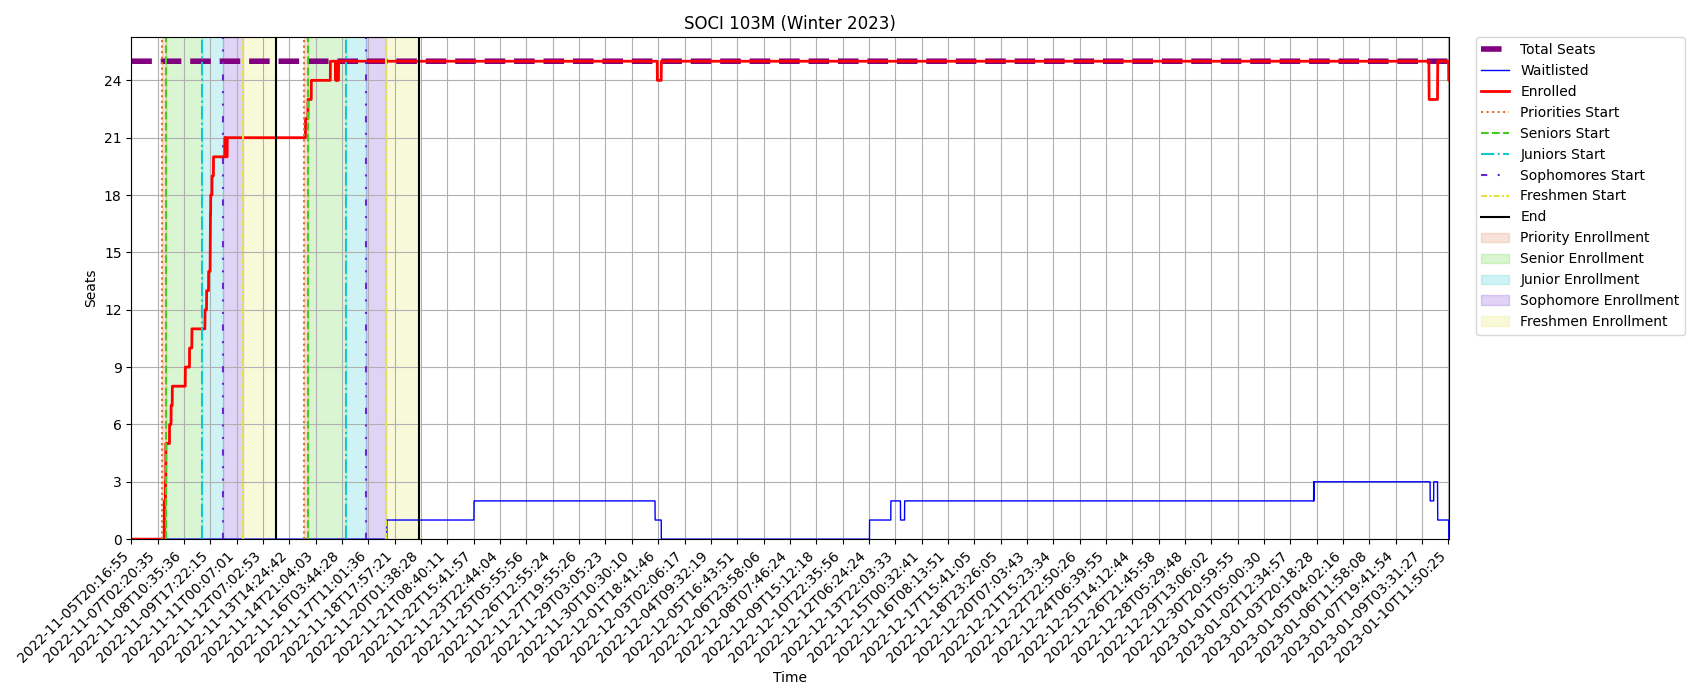 SOCI 103M (Winter 2023)
Seats
24
21
18
15
12
9
6
3
0
2022-11-05T20:16:55
2022-11-07T02:20:35
2022-11-08T10:35:36
2022-11-09T17:22:15
2022-11-11T00:07:01
2022-11-12T07:02:53
2022-11-13T14:24:42
2022-11-14T21:04:03
2022-11-16T03:44:28
2022-11-17T11:01:36
2022-11-18T17:57:21
2022-11-20T01:38:28
2022-11-21T08:40:11
2022-11-22T15:41:57
2022-11-23T22:44:04
2022-11-25T05:55:56
2022-11-26T12:55:24
2022-11-27T19:55:26
2022-11-29T03:05:23
2022-11-30T10:30:10
2022-12-01T18:41:46
2022-12-03T02:06:17
2022-12-04T09:32:19
2022-12-05T16:43:51
2022-12-06T23:58:06
2022-12-08T07:46:24
2022-12-09T15:12:18
2022-12-10T22:35:56
2022-12-12T06:24:24
2022-12-13T22:03:33
2022-12-15T00:32:41
2022-12-16T08:13:51
2022-12-17T15:41:05
2022-12-18T23:26:05
2022-12-20T07:03:43
2022-12-21T15:23:34
2022-12-22T22:50:26
2022-12-24T06:39:55
2022-12-25T14:12:44
2022-12-26T21:45:58
2022-12-28T05:29:48
2022-12-29T13:06:02
2022-12-30T20:59:55
2023-01-01T05:00:30
2023-01-02T12:34:57
2023-01-03T20:18:28
2023-01-05T04:02:16
2023-01-06T11:58:08
2023-01-07T19:41:54
2023-01-09T03:31:27
2023-01-10T11:50:25
Time
Total Seats
Waitlisted
Enrolled
Priorities Start
Seniors Start
Juniors Start
Sophomores Start
Freshmen Start
End
Priority Enrollment
Senior Enrollment
Junior Enrollment
Sophomore Enrollment
Freshmen Enrollment